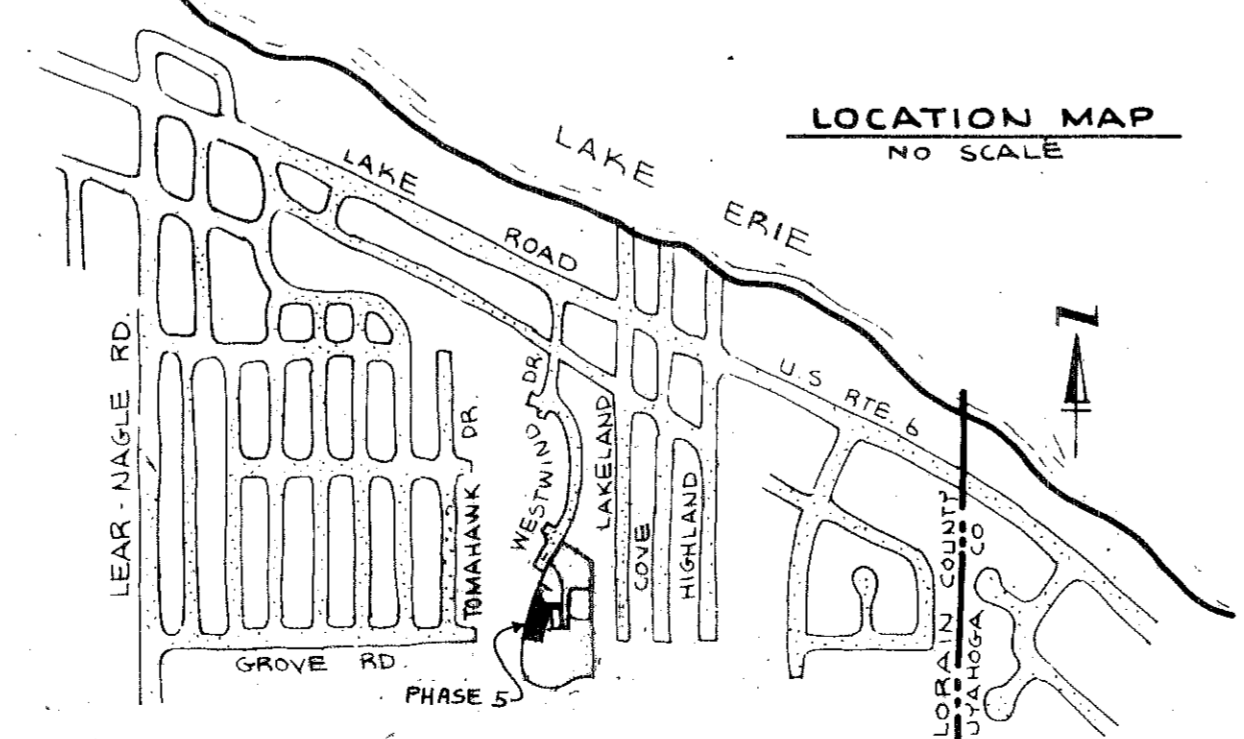 LOCATION MAP
NO SCALE
LAKE
ERIE
LAKE
ROAD
U.S RTE 6
N
LEAR-NAGLE RD.
TOMAHAWK DR.
WESTWIND DR.
LAKELAND
COVE
HIGHLAND
LORAIN COUNTY
UYAHOGA CO
GROVE RD.
PHASE 5